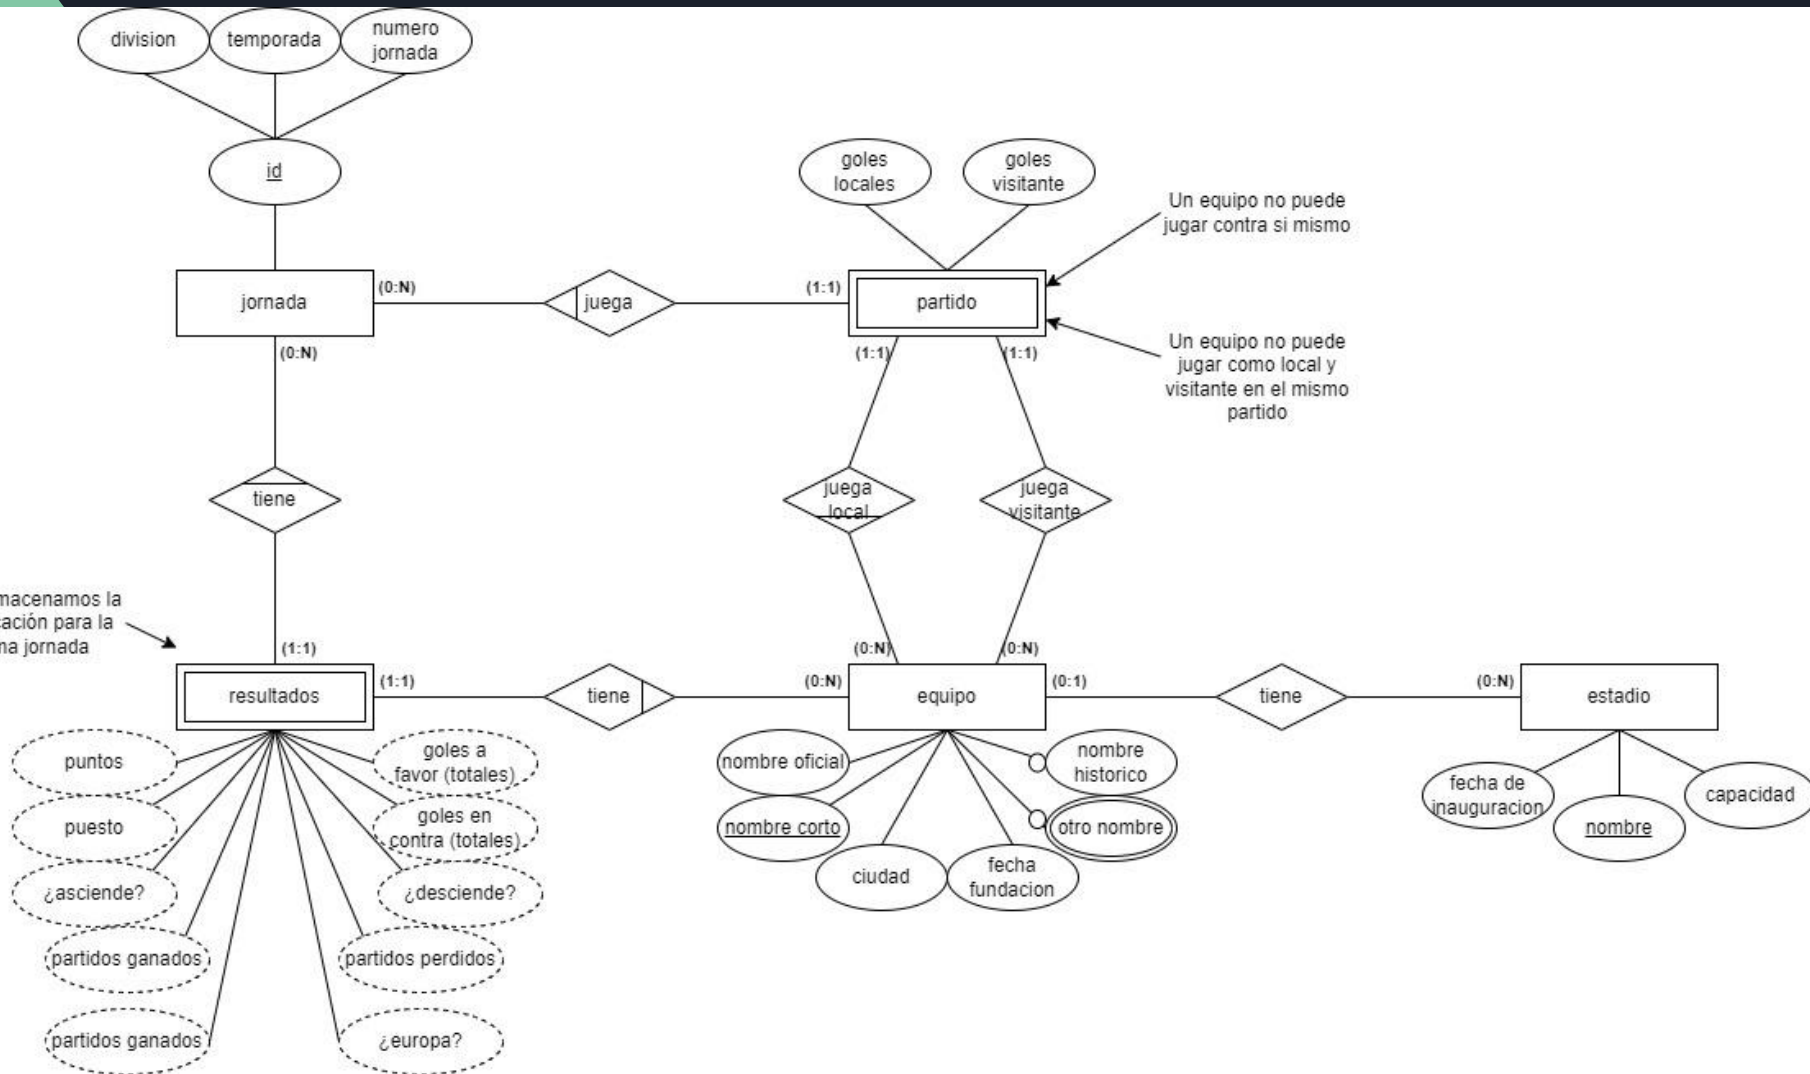 division
temporada
numero
jornada
id
goles
locales
goles
visitante
Un equipo no puede
jugar contra si mismo
jornada
(0:N)
juega
(1:1)
partido
(0:N)
(1:1)
(1:1)
Un equipo no puede
jugar como local y
visitante en el mismo
partido
tiene
juega
local
juega
visitante
macenamos la
cación para la
ma jornada
(1:1)
(0:N)
(0:N)
resultados
(1:1)
tiene
(0:N)
equipo
(0:1)
tiene
(0:N)
estadio
puntos
goles a
favor (totales)
nombre oficial
nombre
historico
fecha de
inauguracion
capacidad
puesto
goles en
contra (totales)
nombre corto
otro nombre
nombre
¿asciende?
¿desciende?
ciudad
fecha
fundacion
partidos ganados
partidos perdidos
partidos ganados
¿europa?